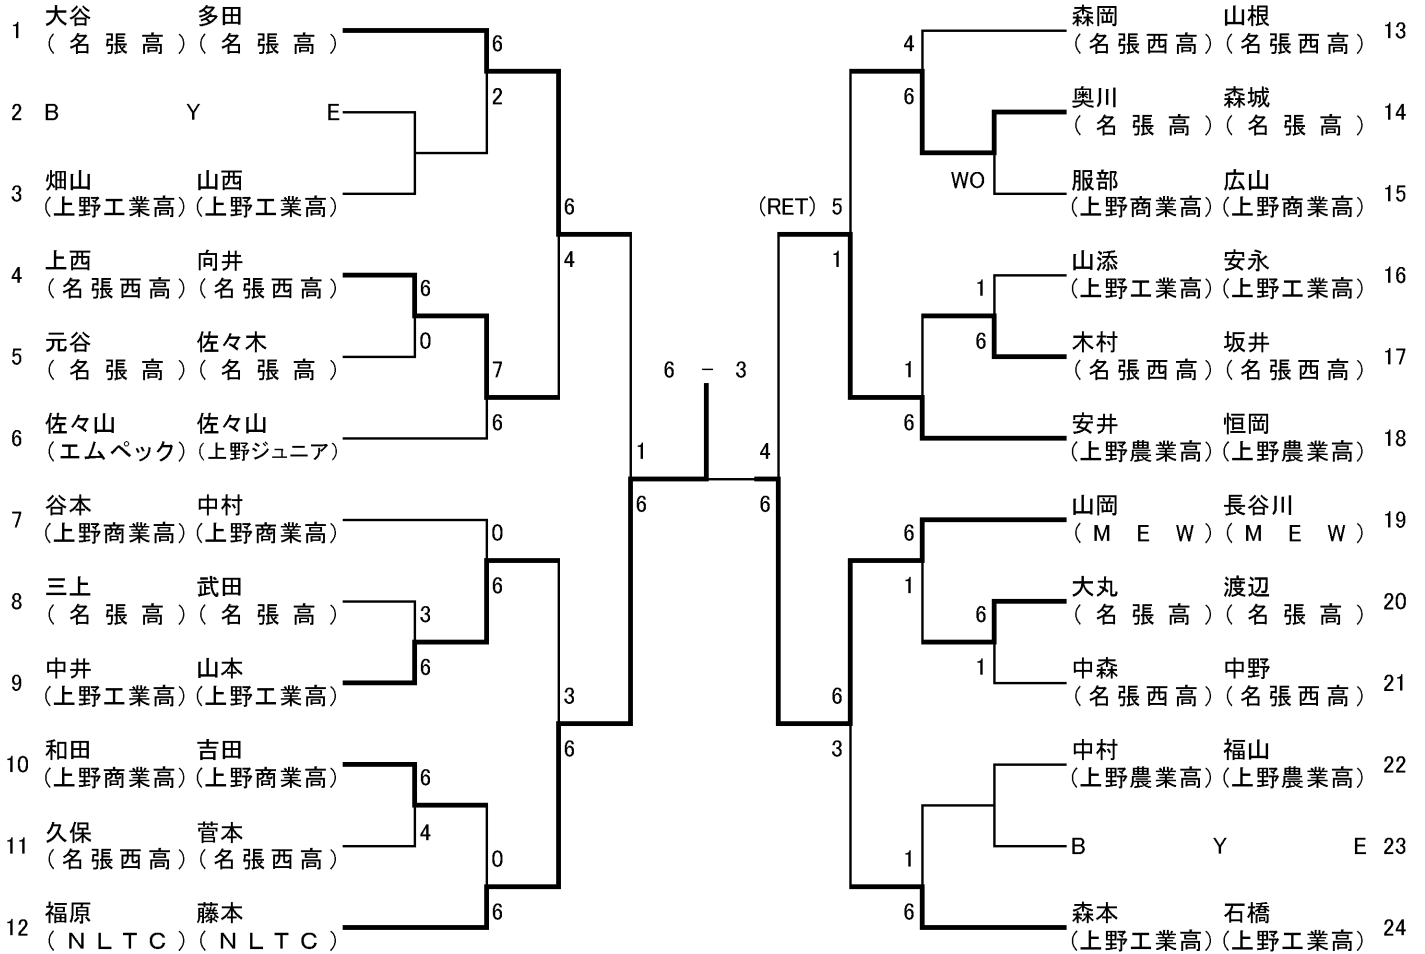 1 大谷 多田
(名張高)(名張高)
2 B Y E
3 畑山 山西
(上野工業高)(上野工業高)
4 上西 向井
(名張西高)(名張西高)
5 元谷 佐々木
(名張高)(名張高)
6 佐々山 佐々山
(エムペック)(上野ジュニア)
7 谷本 中村
(上野商業高)(上野商業高)
8 三上 武田
(名張高)(名張高)
9 中井 山本
(上野工業高)(上野工業高)
10 和田 吉田
(上野商業高)(上野商業高)
11 久保 菅本
(名張西高)(名張西高)
12 福原 藤本
(NLTC)(NLTC)
6
2
6
4
6
0
7
6
1
6
0
6
3
6
3
6
6
4
0
6
6 － 3
4
6
WO
(RET) 5
1
1
6
1
6
4
6
6
1
6
1
6
3
1
6
森岡 山根 13
(名張西高)(名張西高)
奥川 森城 14
(名張高)(名張高)
服部 広山 15
(上野商業高)(上野商業高)
山添 安永 16
(上野工業高)(上野工業高)
木村 坂井 17
(名張西高)(名張西高)
安井 恒岡 18
(上野農業高)(上野農業高)
山岡 長谷川 19
(MEW)(MEW)
大丸 渡辺 20
(名張高)(名張高)
中森 中野 21
(名張西高)(名張西高)
中村 福山 22
(上野農業高)(上野農業高)
B Y E 23
森本 石橋 24
(上野工業高)(上野工業高)